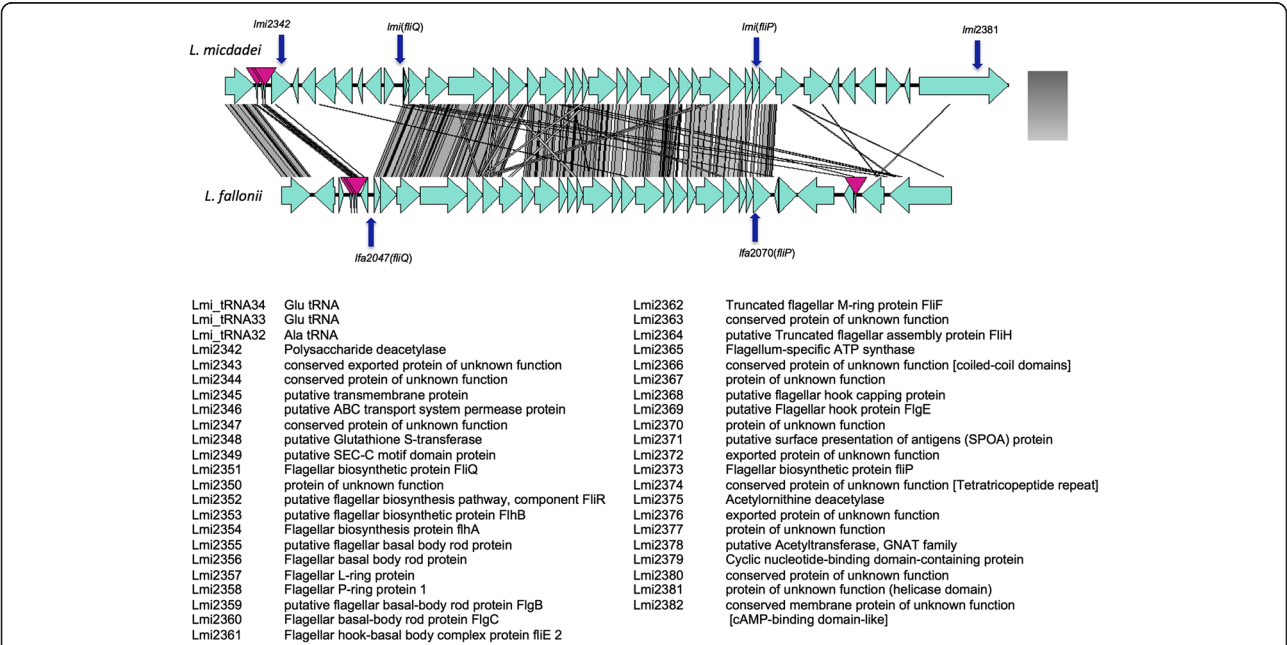 lmi2342
lmi(fliQ)
lmi(fliP)
lmi2381
L. micdadei
L. fallonii
lfa2047(fliQ)
lfa2070(fliP)
Lmi_tRNA34 Glu tRNA
Lmi_tRNA33 Glu tRNA
Lmi_tRNA32 Ala tRNA
Lmi2342 Polysaccharide deacetylase
Lmi2343 conserved exported protein of unknown function
Lmi2344 conserved protein of unknown function
Lmi2345 putative transmembrane protein
Lmi2346 putative ABC transport system permease protein
Lmi2347 conserved protein of unknown function
Lmi2348 putative Glutathione S-transferase
Lmi2349 putative SEC-C motif domain protein
Lmi2351 Flagellar biosynthetic protein FliQ
Lmi2350 protein of unknown function
Lmi2352 putative flagellar biosynthesis pathway, component FliR
Lmi2353 putative flagellar biosynthetic protein FlhB
Lmi2354 Flagellar biosynthesis protein flhA
Lmi2355 putative flagellar basal body rod protein
Lmi2356 Flagellar basal body rod protein
Lmi2357 Flagellar L-ring protein
Lmi2358 Flagellar P-ring protein 1
Lmi2359 putative flagellar basal-body rod protein FlgB
Lmi2360 Flagellar basal-body rod protein FlgC
Lmi2361 Flagellar hook-basal body complex protein fliE 2
Lmi2362 Truncated flagellar M-ring protein FliF
Lmi2363 conserved protein of unknown function
Lmi2364 putative Truncated flagellar assembly protein FliH
Lmi2365 Flagellum-specific ATP synthase
Lmi2366 conserved protein of unknown function [coiled-coil domains]
Lmi2367 protein of unknown function
Lmi2368 putative flagellar hook capping protein
Lmi2369 putative Flagellar hook protein FlgE
Lmi2370 protein of unknown function
Lmi2371 putative surface presentation of antigens (SPOA) protein
Lmi2372 exported protein of unknown function
Lmi2373 Flagellar biosynthetic protein fliP
Lmi2374 conserved protein of unknown function [Tetratricopeptide repeat]
Lmi2375 Acetylornithine deacetylase
Lmi2376 exported protein of unknown function
Lmi2377 protein of unknown function
Lmi2378 putative Acetyltransferase, GNAT family
Lmi2379 Cyclic nucleotide-binding domain-containing protein
Lmi2380 conserved protein of unknown function
Lmi2381 protein of unknown function (helicase domain)
Lmi2382 conserved membrane protein of unknown function
[cAMP-binding domain-like]